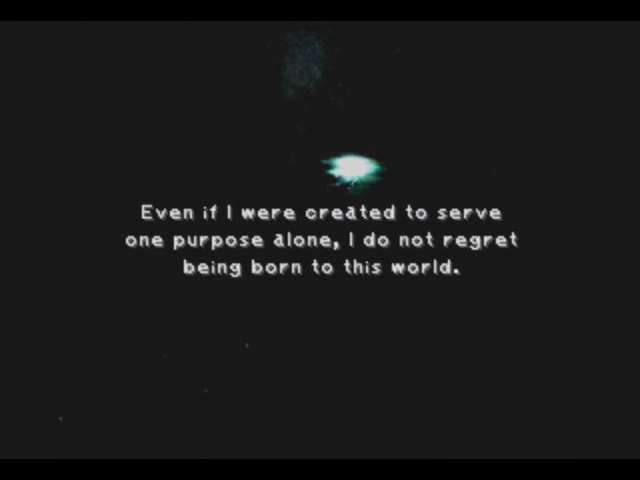 Even if I were created to serve
one purpose alone, I do not regret
being born to this world.